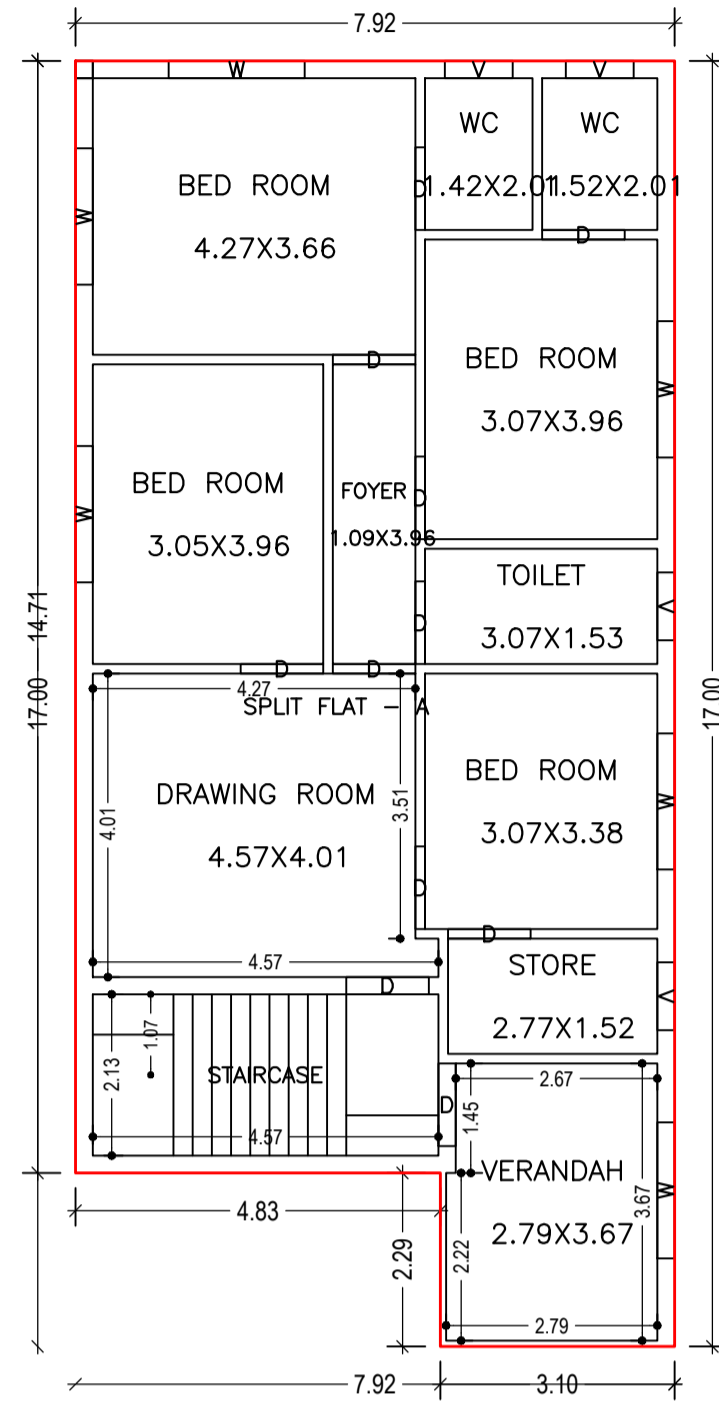 7.92
W
V
V
WC
WC
BED ROOM
D
1.42X2.01
1.52X2.01
W
D
4.27X3.66
D
BED ROOM
W
3.07X3.96
BED ROOM
FOYER
D
W
3.05X3.96
1.09X3.96
TOILET
14.71
V
D
3.07X1.53
D
D
4.27
17.00
17.00
SPLIT FLAT - A
BED ROOM
DRAWING ROOM
W
4.01
3.51
3.07X3.38
4.57X4.01
D
D
4.57
STORE
D
V
2.77X1.52
1.07
2.13
STAIRCASE
2.67
D
1.45
4.57
VERANDAH
W
3.67
4.83
2.79X3.67
2.29
2.22
2.79
7.92
3.10